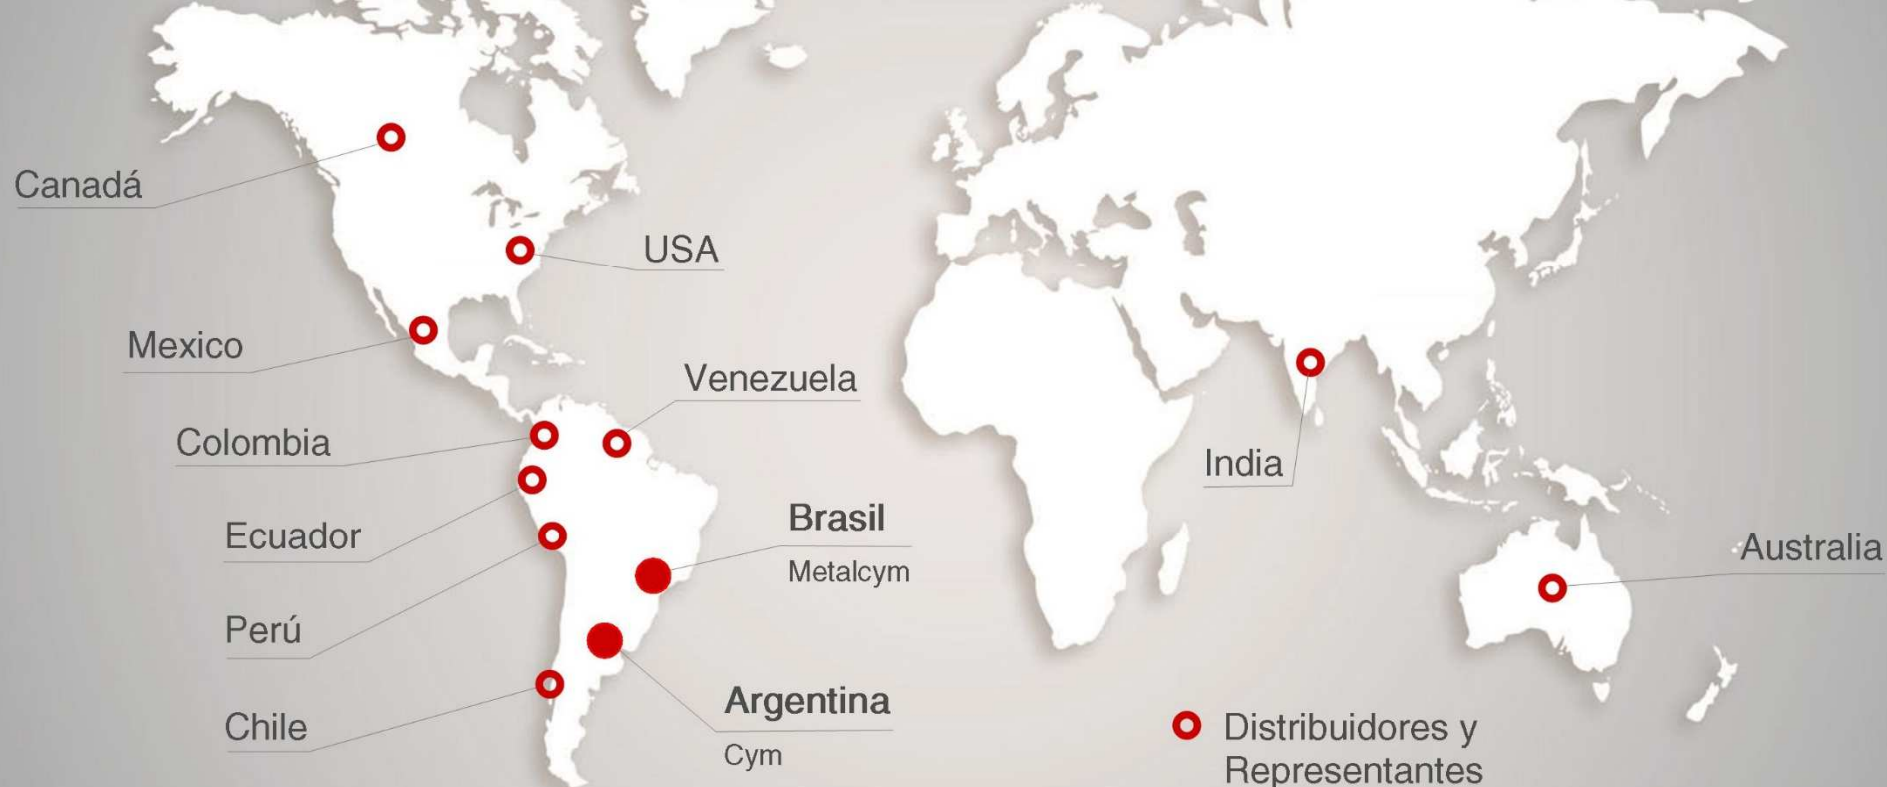 Canadá
USA
Mexico
Venezuela
Colombia
India
Brasil
Metalcym
Ecuador
Australia
Perú
Argentina
Cym
Chile
Distribuidores y
Representantes